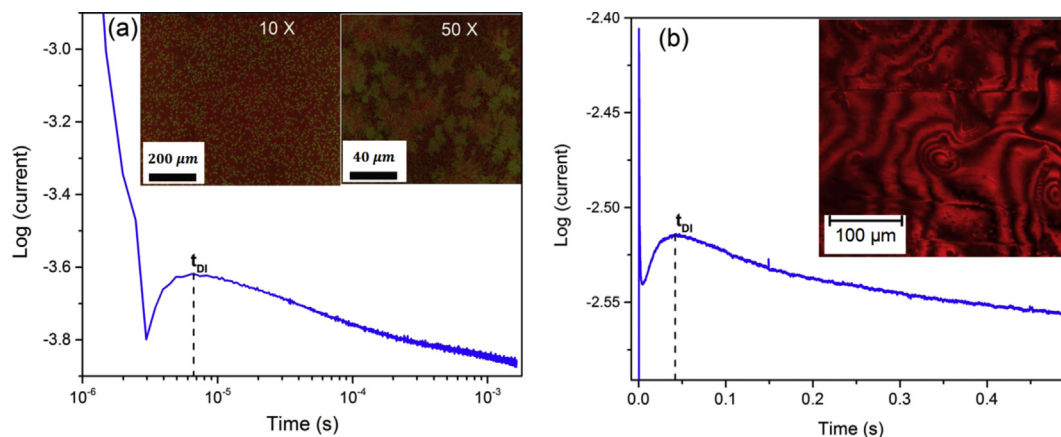 (a)
10 X
50 X
200 μm
40 μm
-3.0
-3.2
-3.4
-3.6
-3.8
Log (current)
t_DI
10^-6
10^-5
10^-4
10^-3
Time (s)
(b)
100 μm
-2.40
-2.45
-2.50
-2.55
Log (current)
t_DI
0.0
0.1
0.2
0.3
0.4
Time (s)